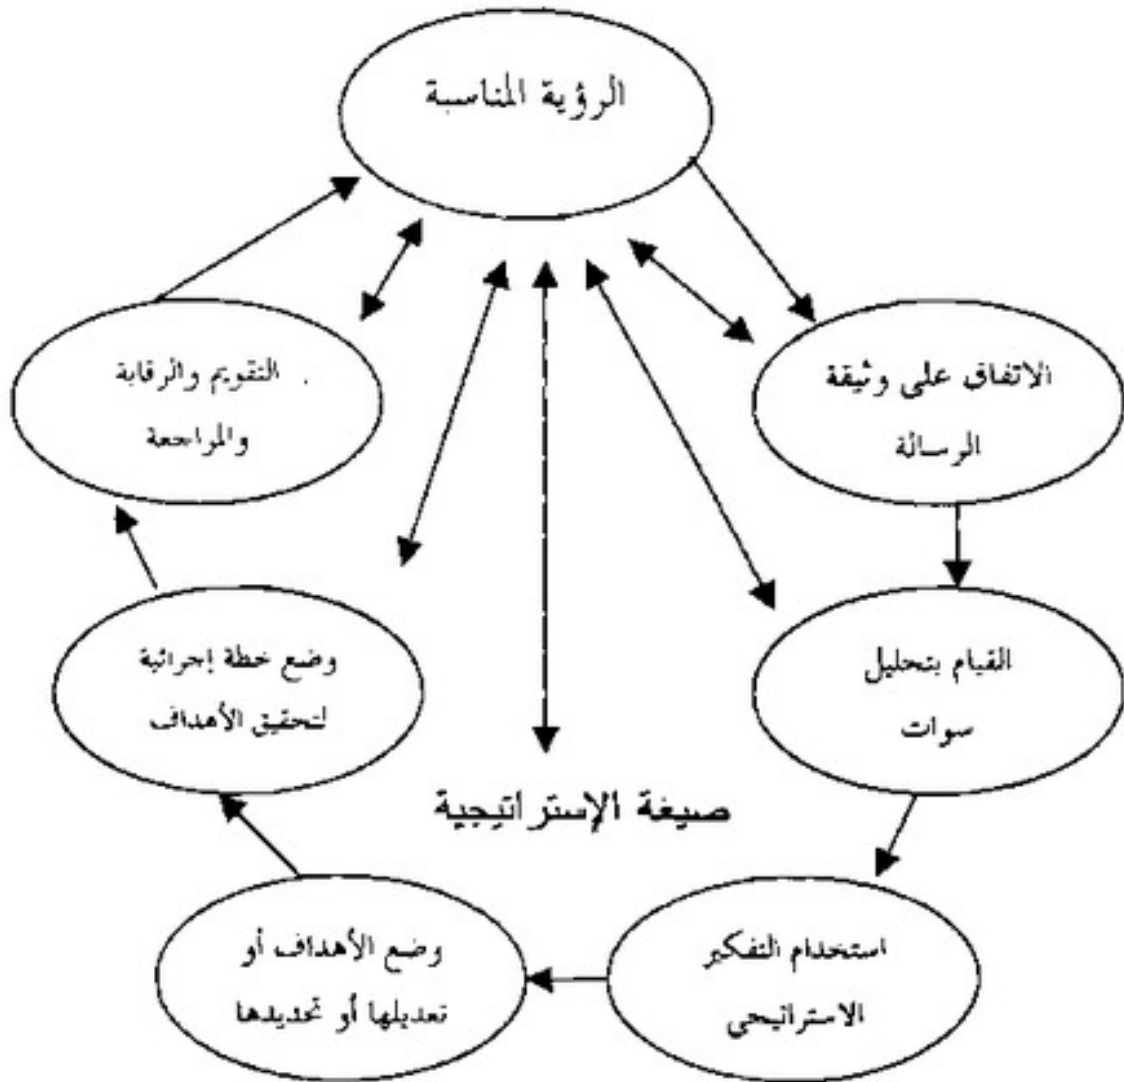 الرؤية المناسبة
الاتفاق على وثيقة
الرسالة
القيام بتحليل
سوات
استخدام التفكير
الاستراتيجي
وضع الأهداف أو
تعديلها أو تحديدها
وضع خطة إجرائية
لتحقيق الأهداف
التقويم والرقابة
والمراجعة
صيغة الإستراتيجية